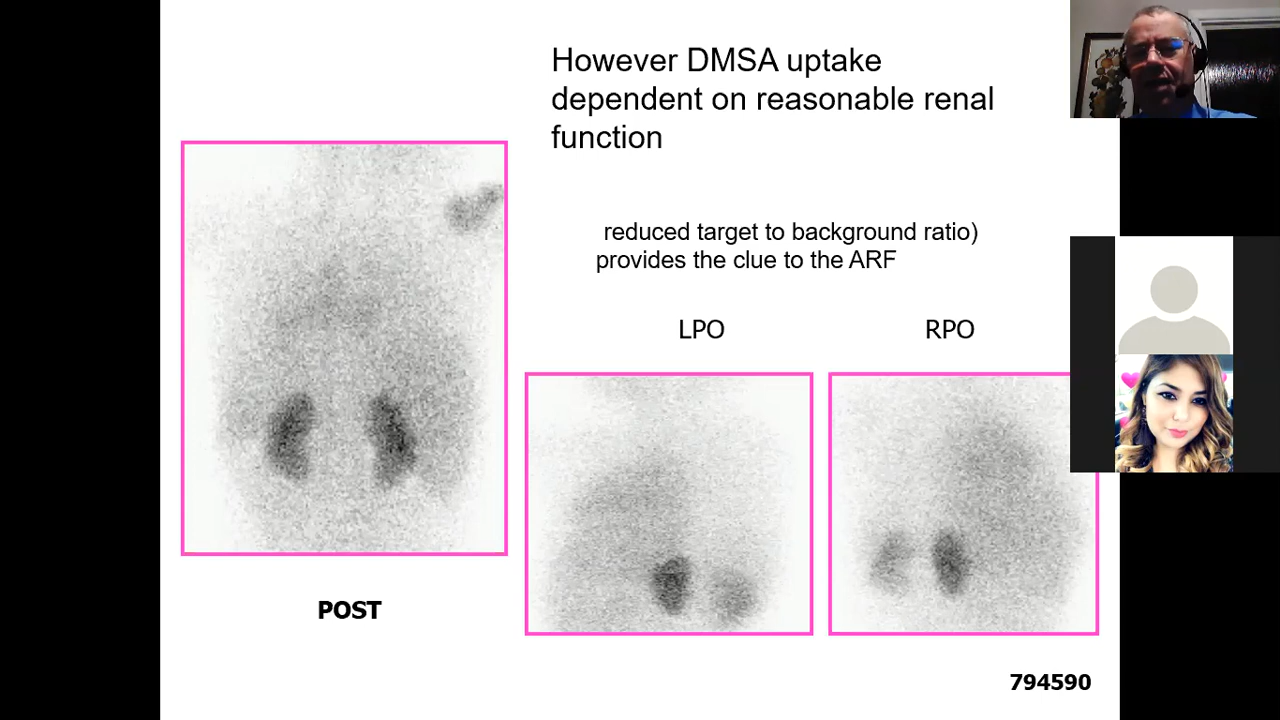 However DMSA uptake
dependent on reasonable renal
function
reduced target to background ratio)
provides the clue to the ARF
LPO
RPO
POST
794590